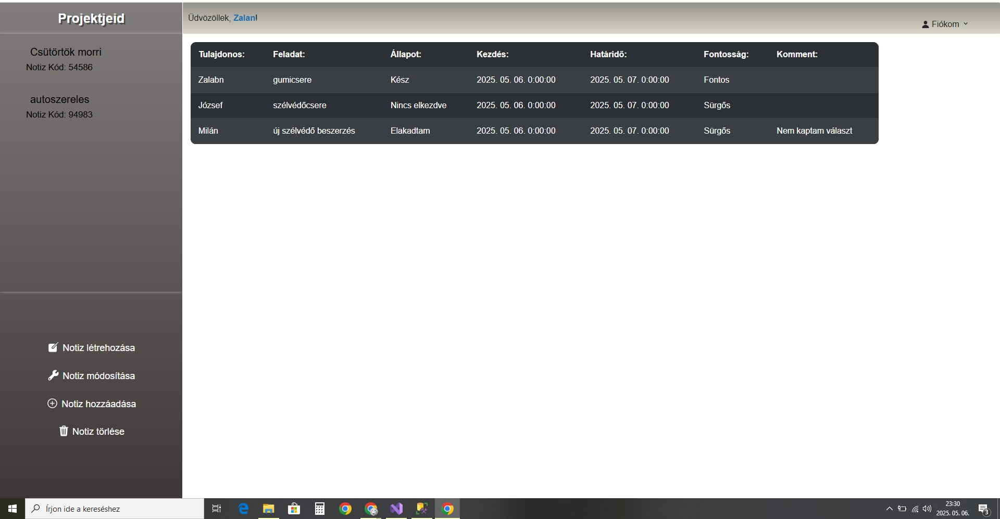 Projektjeid
Üdvözöllek, Zalan!
Fiókom
Csütörtök morri
Notiz Kód: 54586
autoszereles
Notiz Kód: 94983
Tulajdonos: Feladat: Állapot: Kezdés: Határidő: Fontosság: Komment:
Zalabn gumicsere Kész 2025. 05. 06. 0:00:00 2025. 05. 07. 0:00:00 Fontos
József szélvédőcsere Nincs elkezdve 2025. 05. 06. 0:00:00 2025. 05. 07. 0:00:00 Sürgős
Milán új szélvédő beszerzés Elakadtam 2025. 05. 06. 0:00:00 2025. 05. 07. 0:00:00 Sürgős Nem kaptam választ
Notiz létrehozása
Notiz módosítása
Notiz hozzáadása
Notiz törlése
Írjon ide a kereséshez
23:30
2025. 05. 06.
3